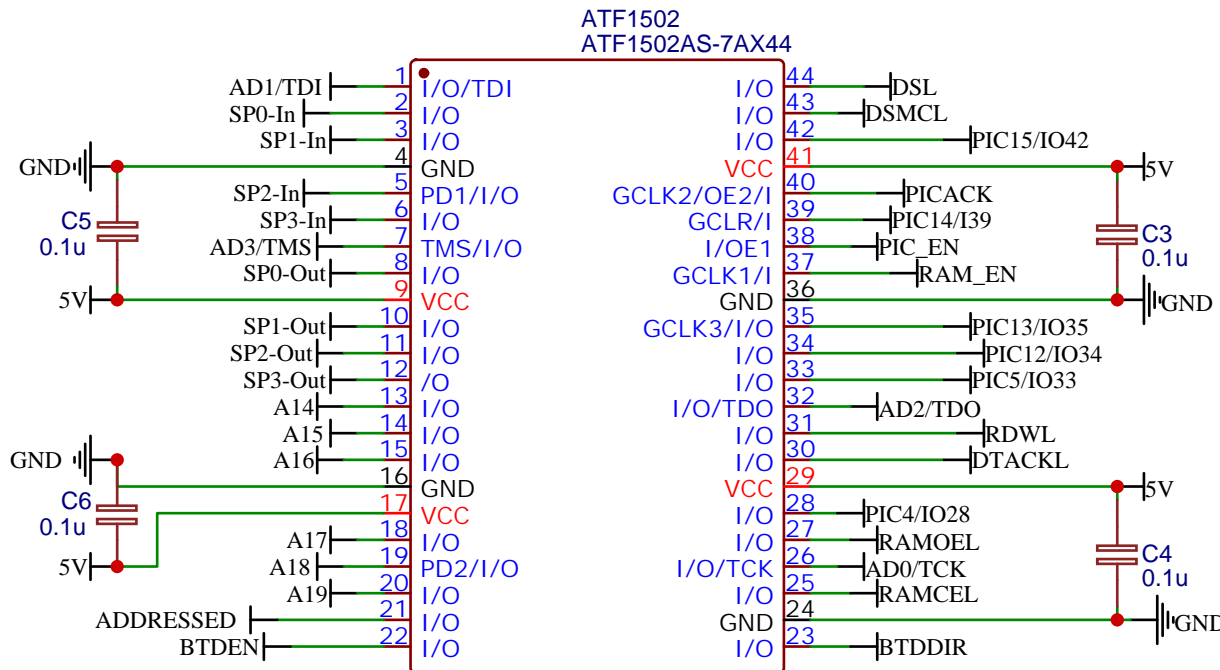 ATF1502
ATF1502AS-7AX44
AD1/TDI 1 I/O/TDI I/O 44 DSL
SP0-In 2 I/O I/O 43 DSMCL
SP1-In 3 I/O I/O 42 PIC15/IO42
GND 4 GND VCC 41 5V
SP2-In 5 PD1/I/O GCLK2/OE2/I 40 PICACK
C5 SP3-In 6 I/O GCLR/I 39 PIC14/I39 C3
0.1u AD3/TMS 7 TMS/I/O I/OE1 38 PIC_EN 0.1u
SP0-Out 8 I/O GCLK1/I 37 RAM_EN
5V 9 VCC GND 36 GND
SP1-Out 10 I/O GCLK3/I/O 35 PIC13/IO35
SP2-Out 11 I/O I/O 34 PIC12/IO34
SP3-Out 12 /O I/O 33 PIC5/IO33
A14 13 I/O I/O/TDO 32 AD2/TDO
A15 14 I/O I/O 31 RDWL
GND A16 15 I/O I/O 30 DTACKL
C6 16 GND VCC 29 5V
0.1u 17 VCC I/O 28 PIC4/IO28
A17 18 I/O I/O 27 RAMOEL C4
5V A18 19 PD2/I/O I/O/TCK 26 AD0/TCK 0.1u
A19 20 I/O I/O 25 RAMCEL
ADDRESSED 21 I/O GND 24 GND
BTDEN 22 I/O I/O 23 BTDDIR